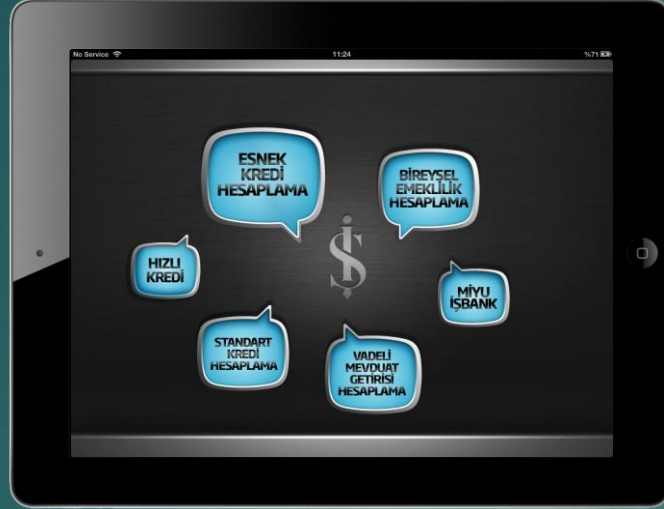 No Service
11:24
%71
ESNEK
KREDİ
HESAPLAMA
BİREYSEL
EMEKLİLİK
HESAPLAMA
HIZLI
KREDİ
MİYU
İŞBANK
STANDART
KREDİ
HESAPLAMA
VADELİ
MEVDUAT
GETİRİSİ
HESAPLAMA